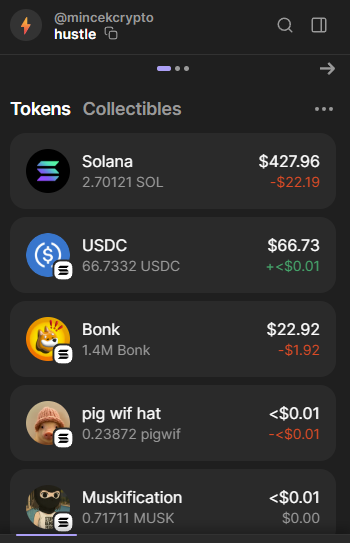 @mincekcrypto
hustle
Tokens Collectibles
Solana $427.96
2.70121 SOL -$22.19
USDC $66.73
66.7332 USDC +<$0.01
Bonk $22.92
1.4M Bonk -$1.92
pig wif hat <$0.01
0.23872 pigwif -<$0.01
Muskification <$0.01
0.71711 MUSK $0.00